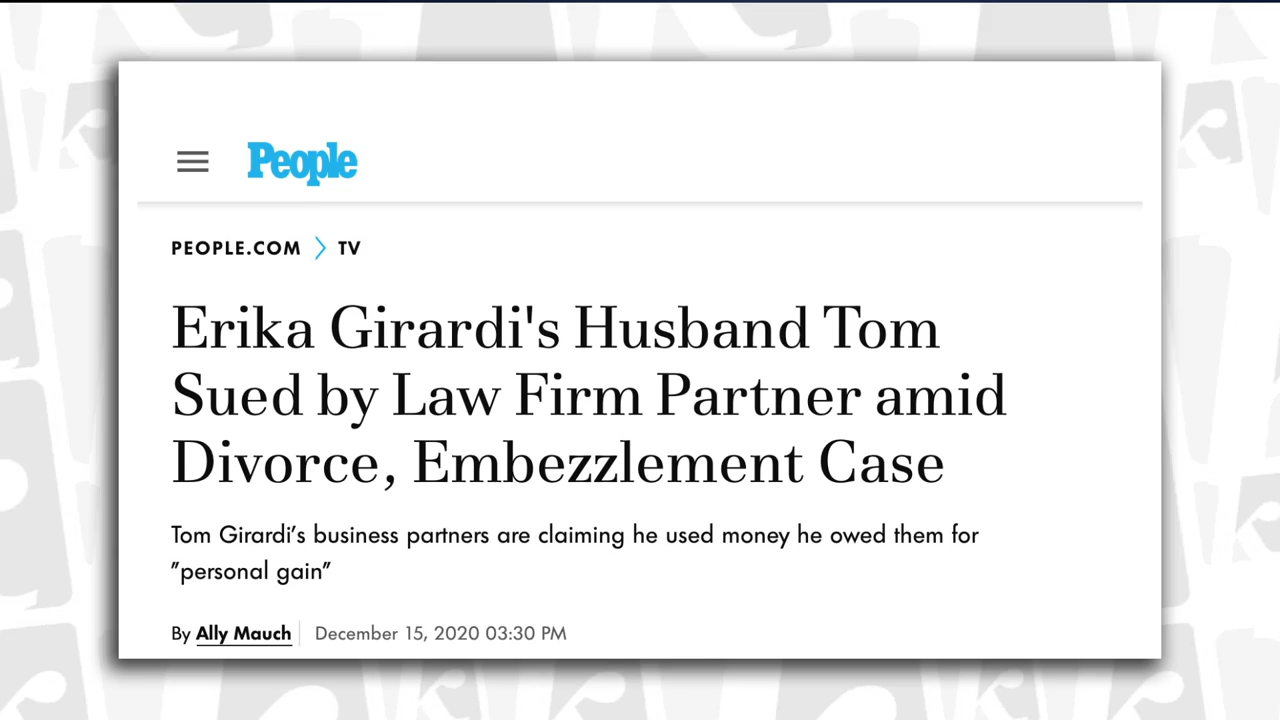 People
PEOPLE.COM > TV
Erika Girardi's Husband Tom
Sued by Law Firm Partner amid
Divorce, Embezzlement Case
Tom Girardi’s business partners are claiming he used money he owed them for
”personal gain”
By Ally Mauch December 15, 2020 03:30 PM